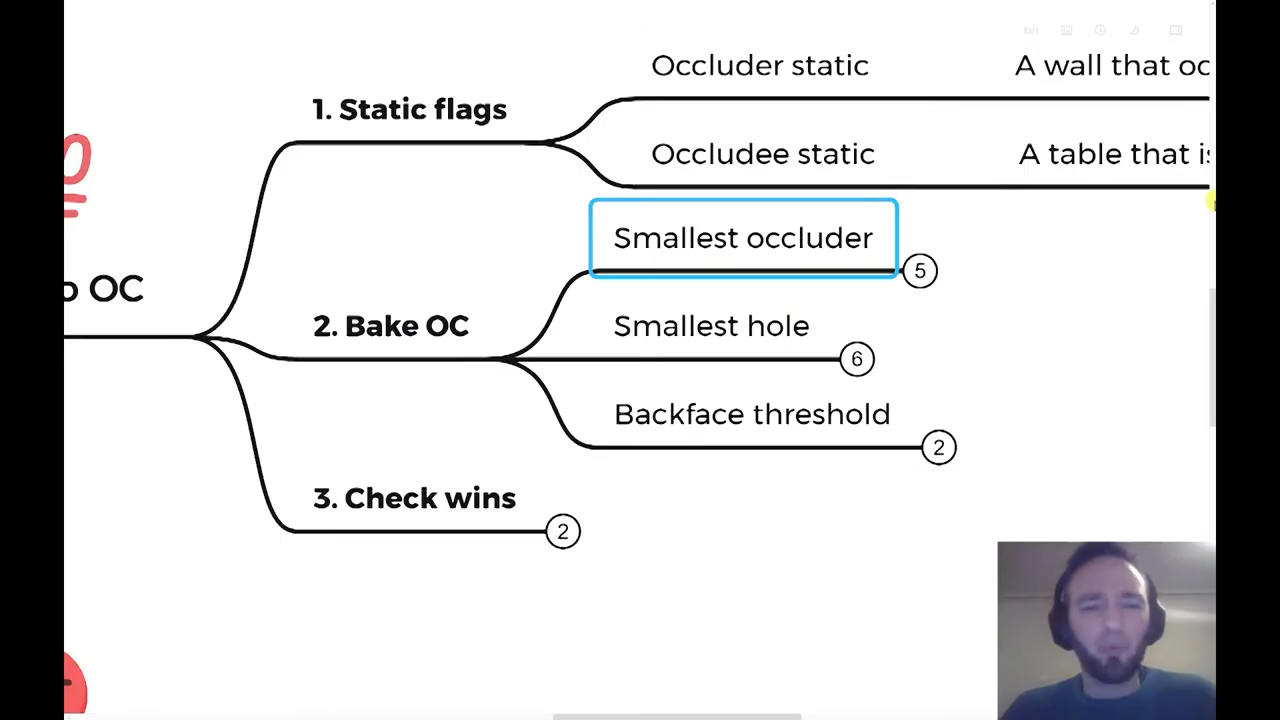 Exit
Occluder static
A wall that oc
1. Static flags
Occludee static
A table that is
Smallest occluder
5
o OC
2. Bake OC
Smallest hole
6
Backface threshold
2
3. Check wins
2